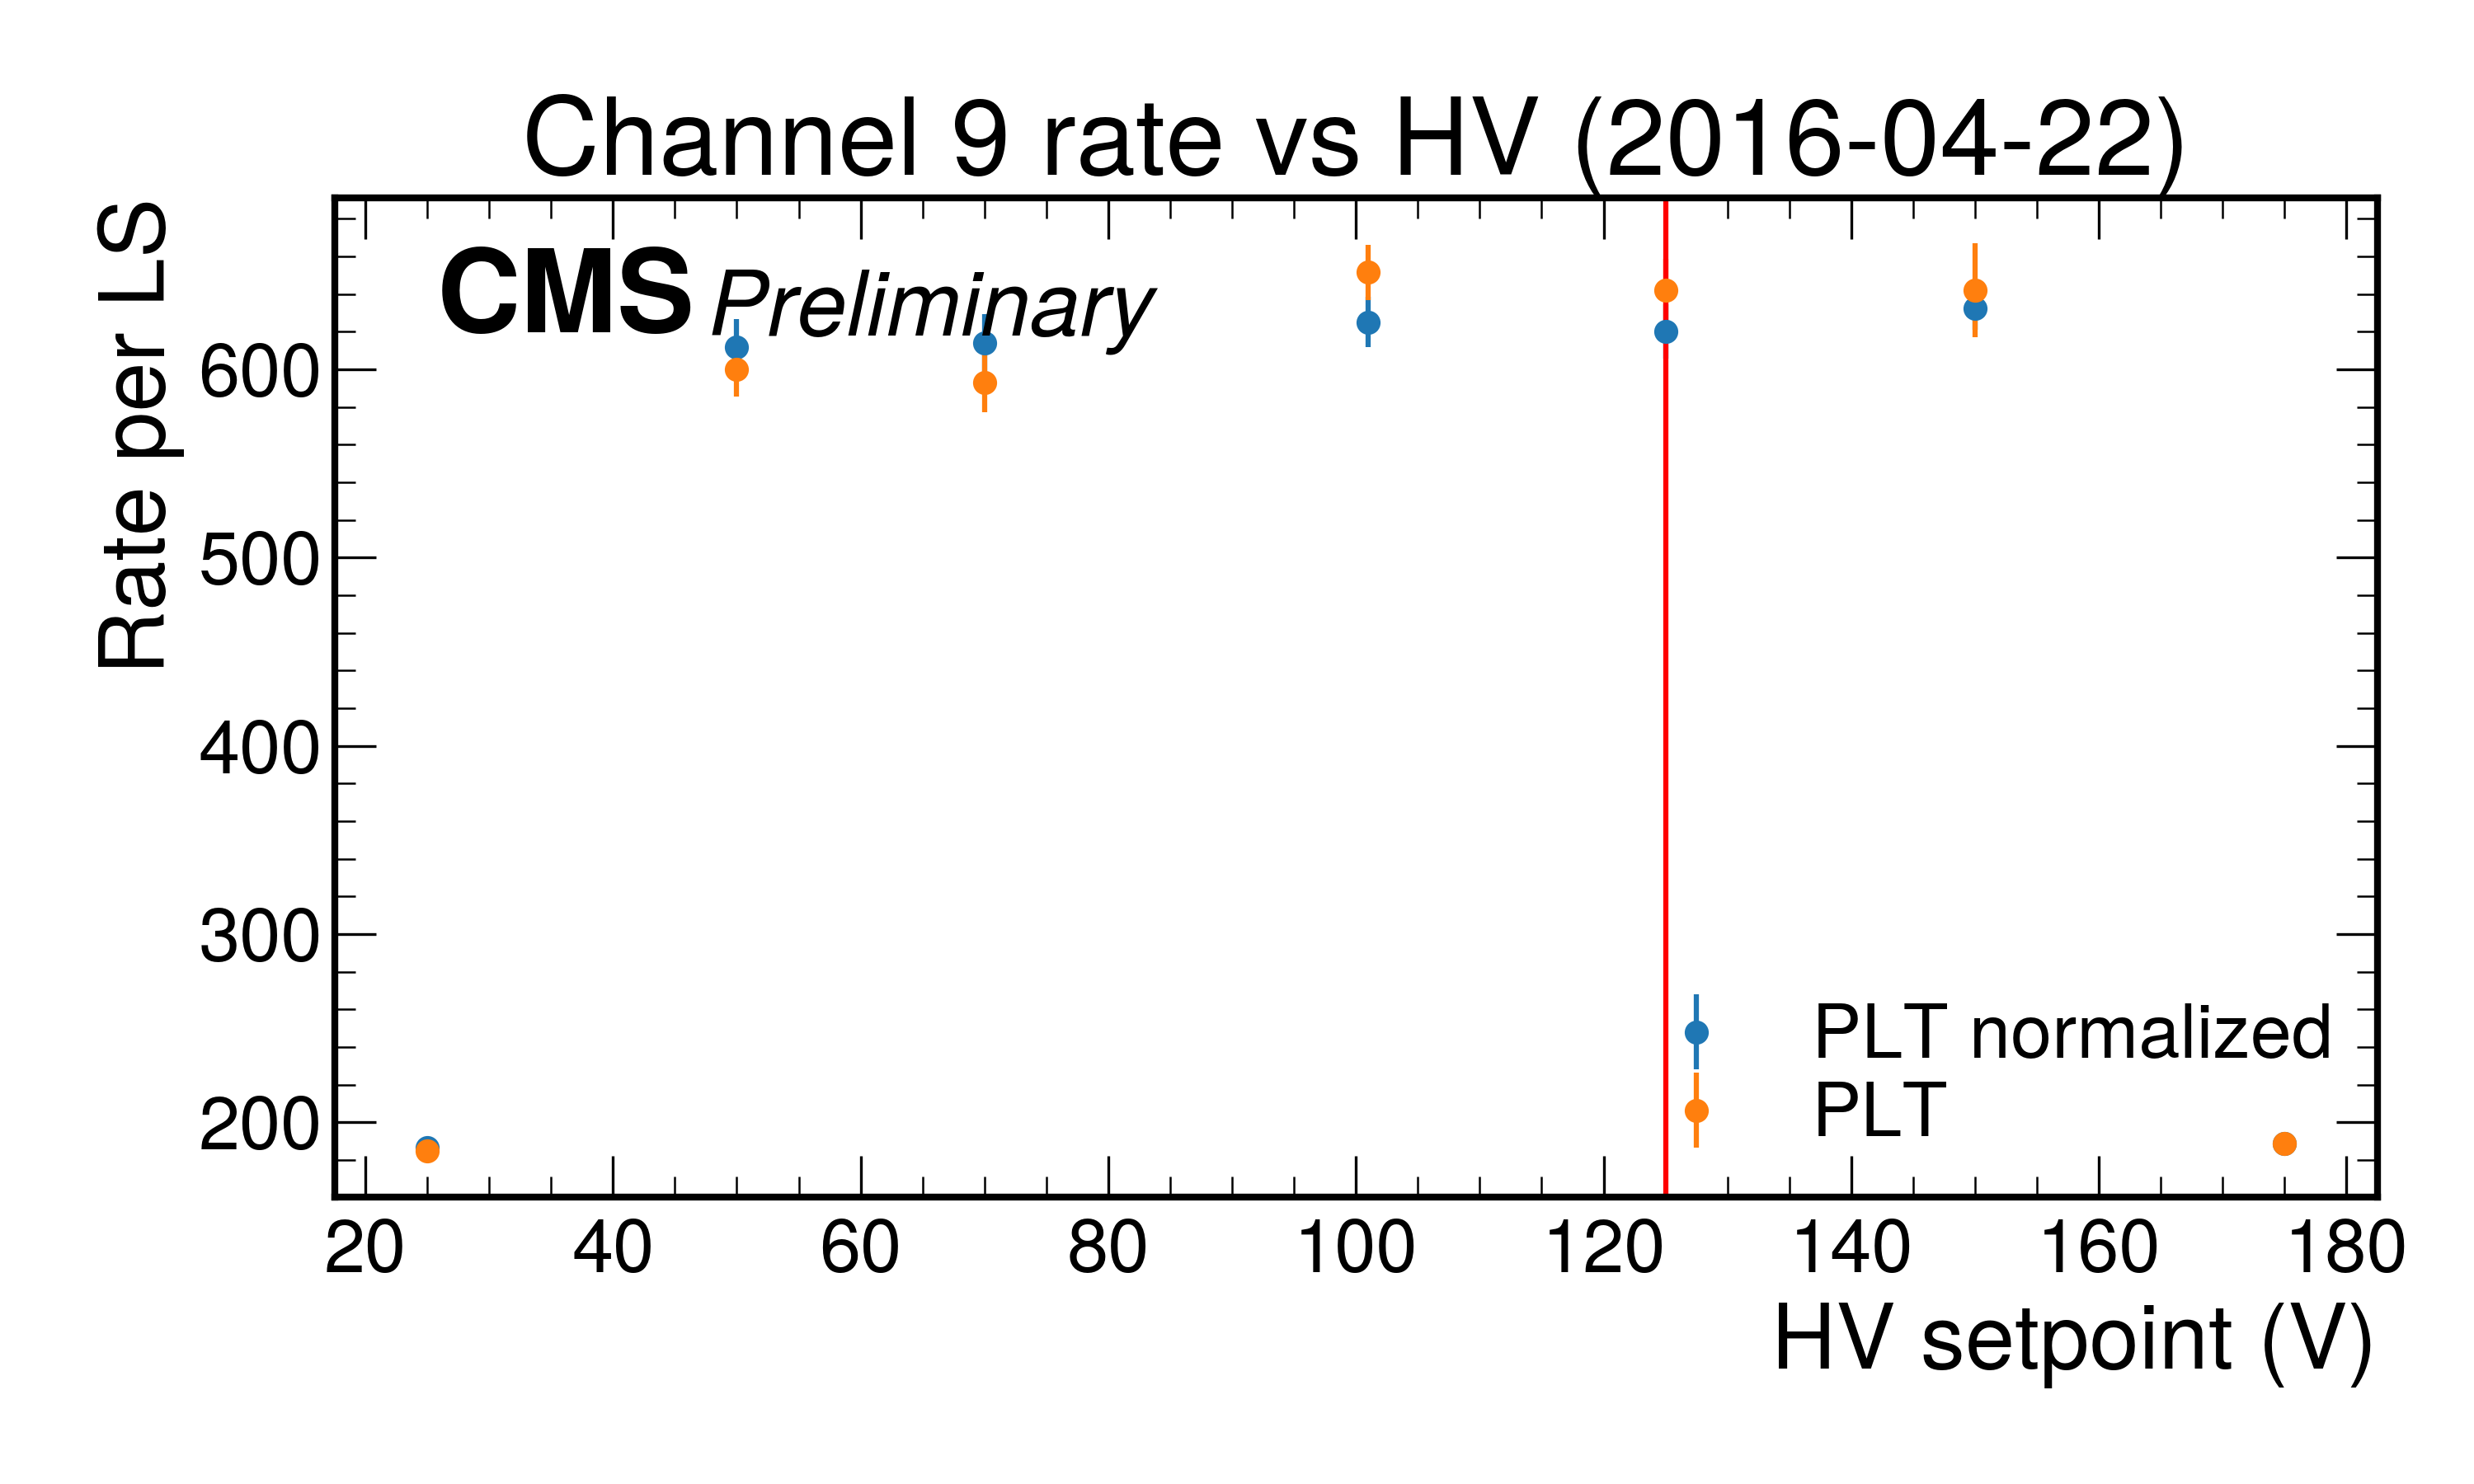 Channel 9 rate vs HV (2016-04-22)
CMS Preliminary
Rate per LS
600
500
400
300
200
PLT normalized
PLT
20 40 60 80 100 120 140 160 180
HV setpoint (V)